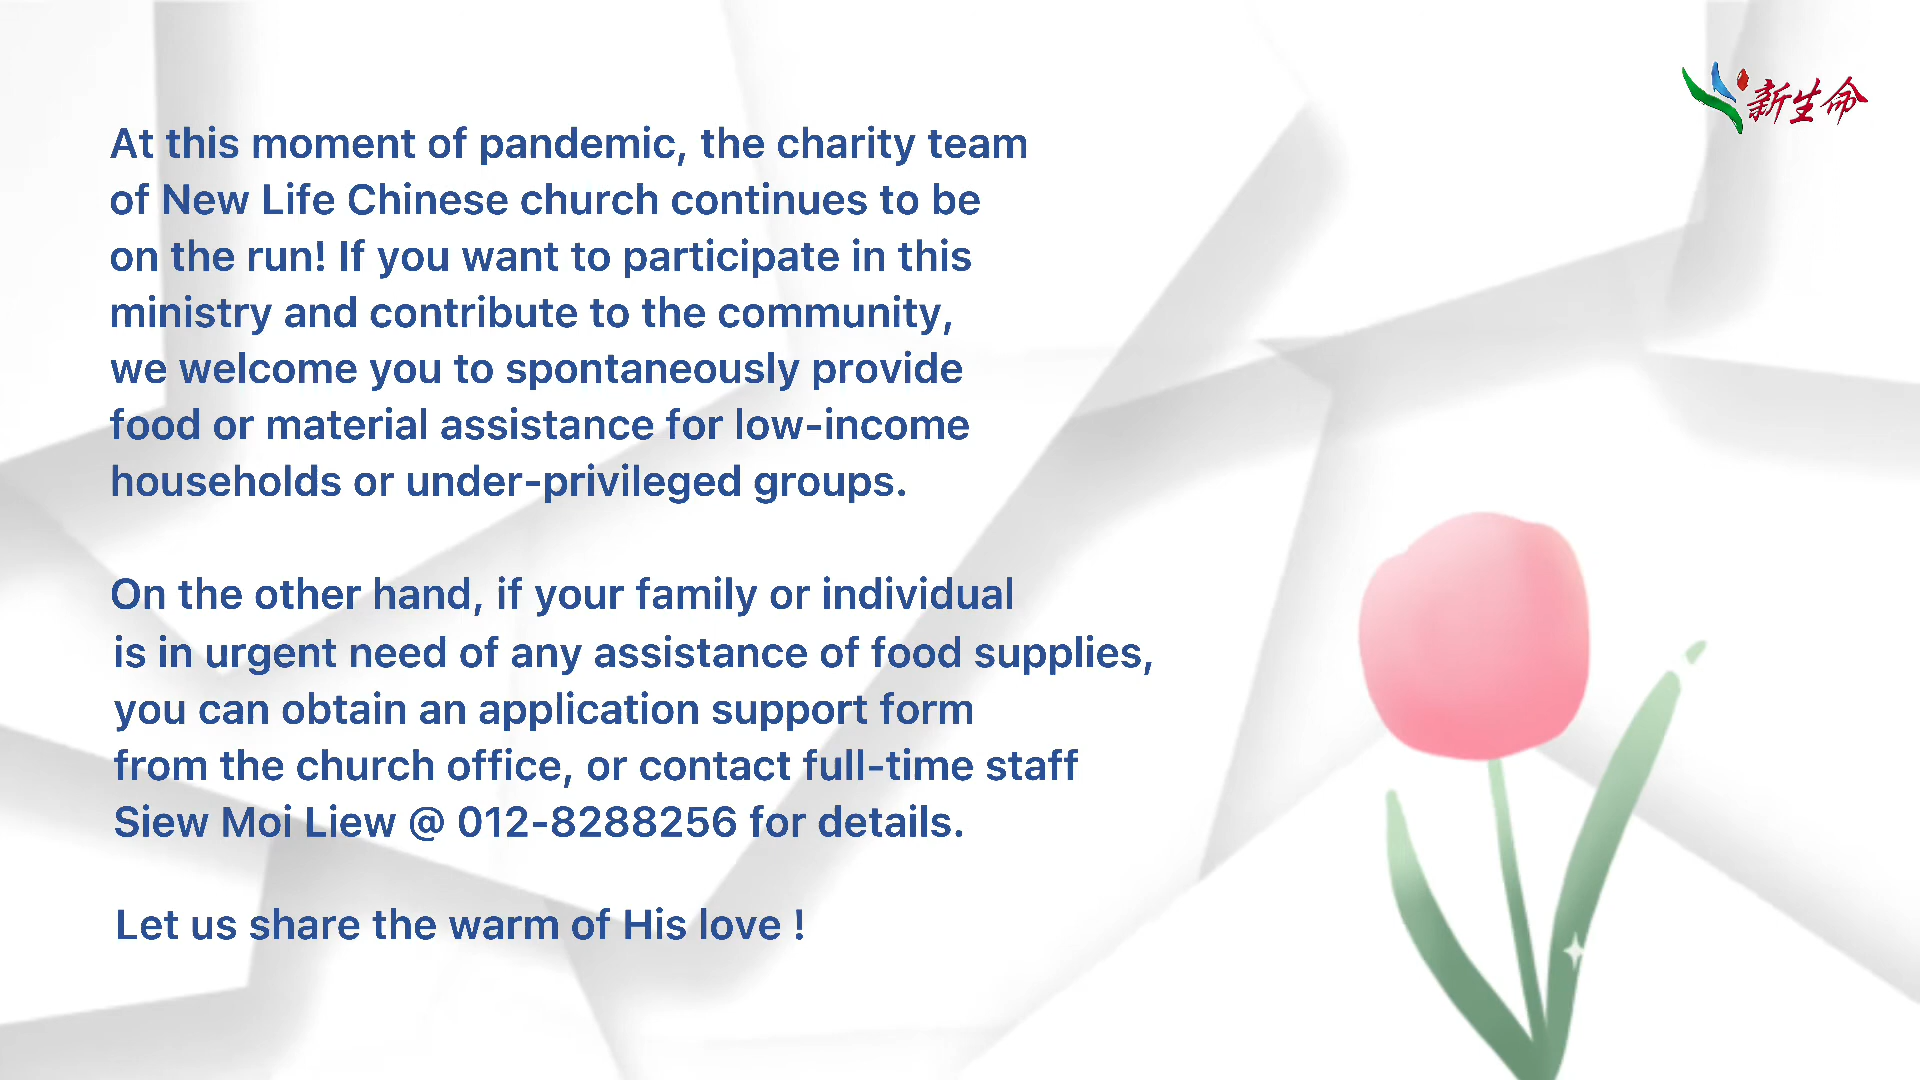 新生命
At this moment of pandemic, the charity team
of New Life Chinese church continues to be
on the run! If you want to participate in this
ministry and contribute to the community,
we welcome you to spontaneously provide
food or material assistance for low-income
households or under-privileged groups.
On the other hand, if your family or individual
is in urgent need of any assistance of food supplies,
you can obtain an application support form
from the church office, or contact full-time staff
Siew Moi Liew @ 012-8288256 for details.
Let us share the warm of His love !